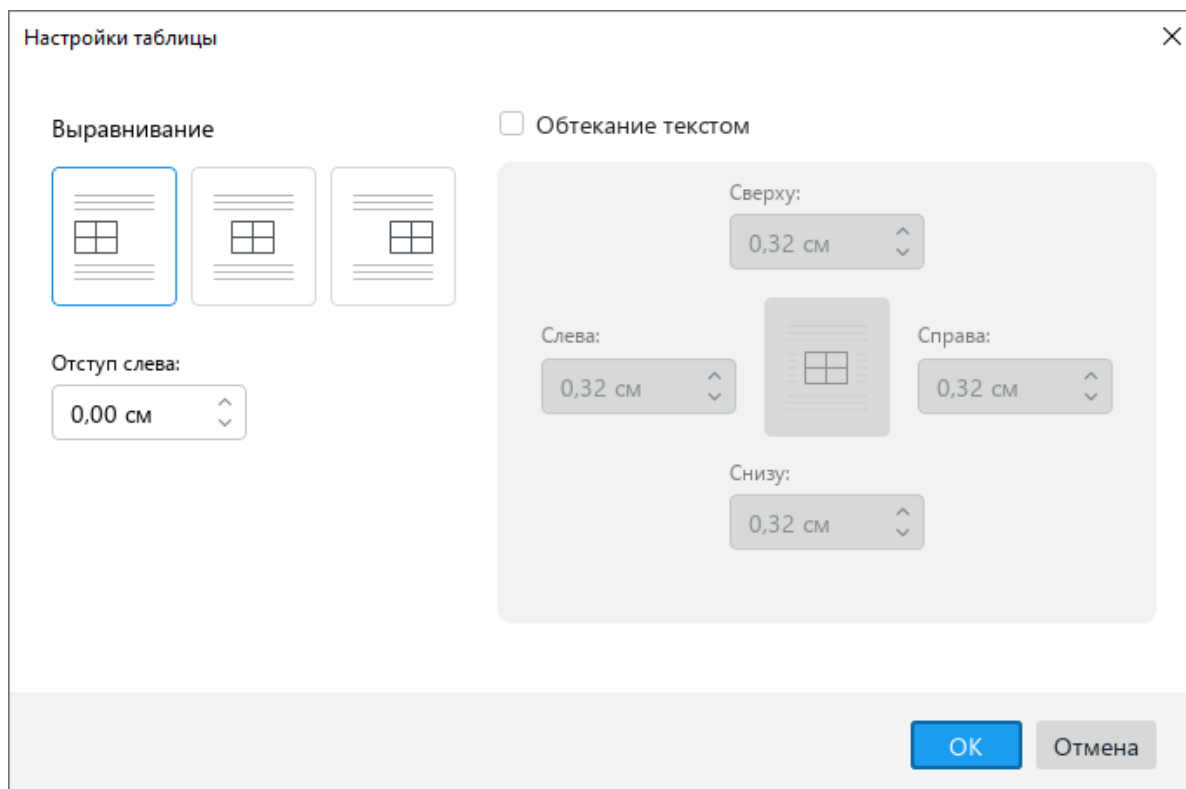 Настройки таблицы
Выравнивание
Обтекание текстом
Сверху:
0,32 см
Отступ слева:
0,00 см
Слева:
0,32 см
Справа:
0,32 см
Снизу:
0,32 см
ОК
Отмена